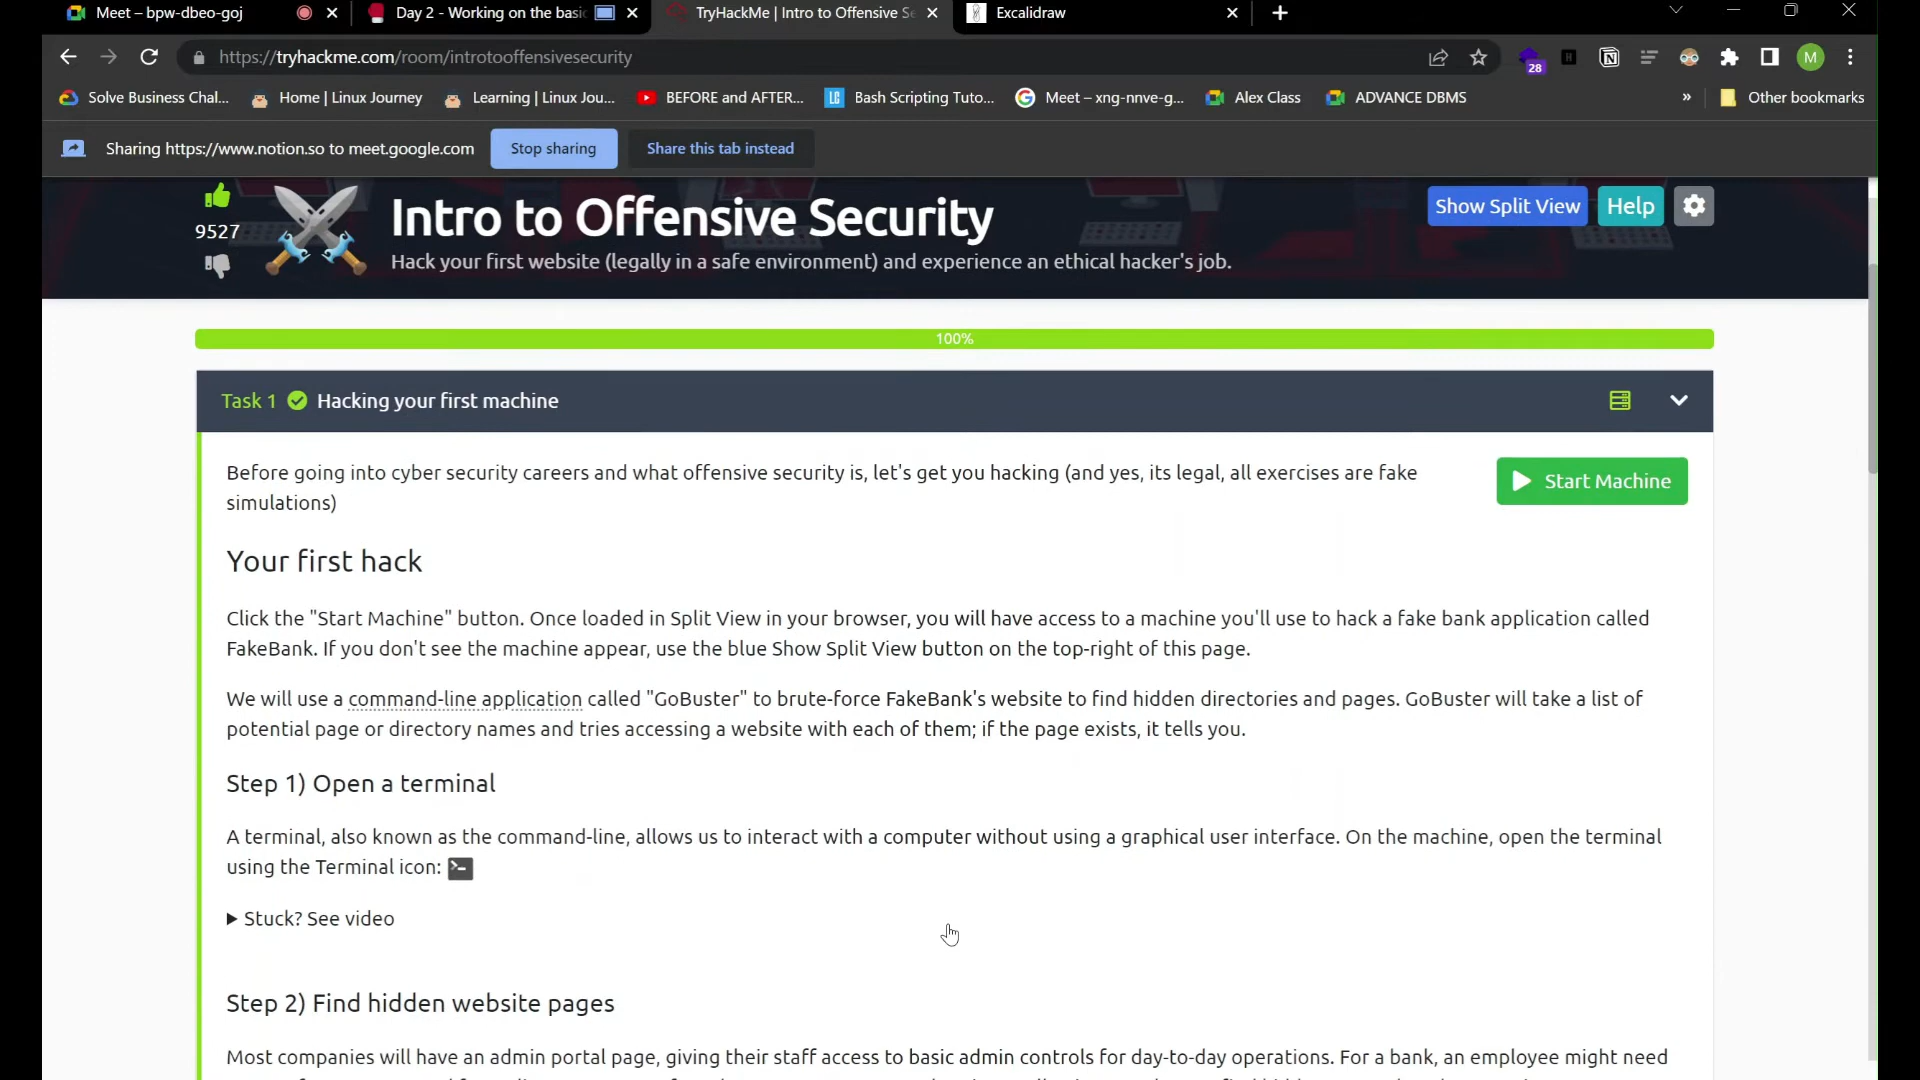 Meet – bpw-dbeo-goj
Day 2 - Working on the basi
TryHackMe | Intro to Offensive Se
Excalidraw
https://tryhackme.com/room/introtooffensivesecurity
28
M
Solve Business Chal...
Home | Linux Journey
Learning | Linux Jou...
BEFORE and AFTER...
LC
Bash Scripting Tuto...
Meet – xng-nnve-g...
Alex Class
ADVANCE DBMS
»
Other bookmarks
Sharing https://www.notion.so to meet.google.com
Stop sharing
Share this tab instead
9527
Intro to Offensive Security
Hack your first website (legally in a safe environment) and experience an ethical hacker's job.
Show Split View
Help
100%
Task 1
Hacking your first machine
Before going into cyber security careers and what offensive security is, let's get you hacking (and yes, its legal, all exercises are fake
simulations)
Start Machine
Your first hack
Click the "Start Machine" button. Once loaded in Split View in your browser, you will have access to a machine you'll use to hack a fake bank application called
FakeBank. If you don't see the machine appear, use the blue Show Split View button on the top-right of this page.
We will use a command-line application called "GoBuster" to brute-force FakeBank's website to find hidden directories and pages. GoBuster will take a list of
potential page or directory names and tries accessing a website with each of them; if the page exists, it tells you.
Step 1) Open a terminal
A terminal, also known as the command-line, allows us to interact with a computer without using a graphical user interface. On the machine, open the terminal
using the Terminal icon:
Stuck? See video
Step 2) Find hidden website pages
Most companies will have an admin portal page, giving their staff access to basic admin controls for day-to-day operations. For a bank, an employee might need